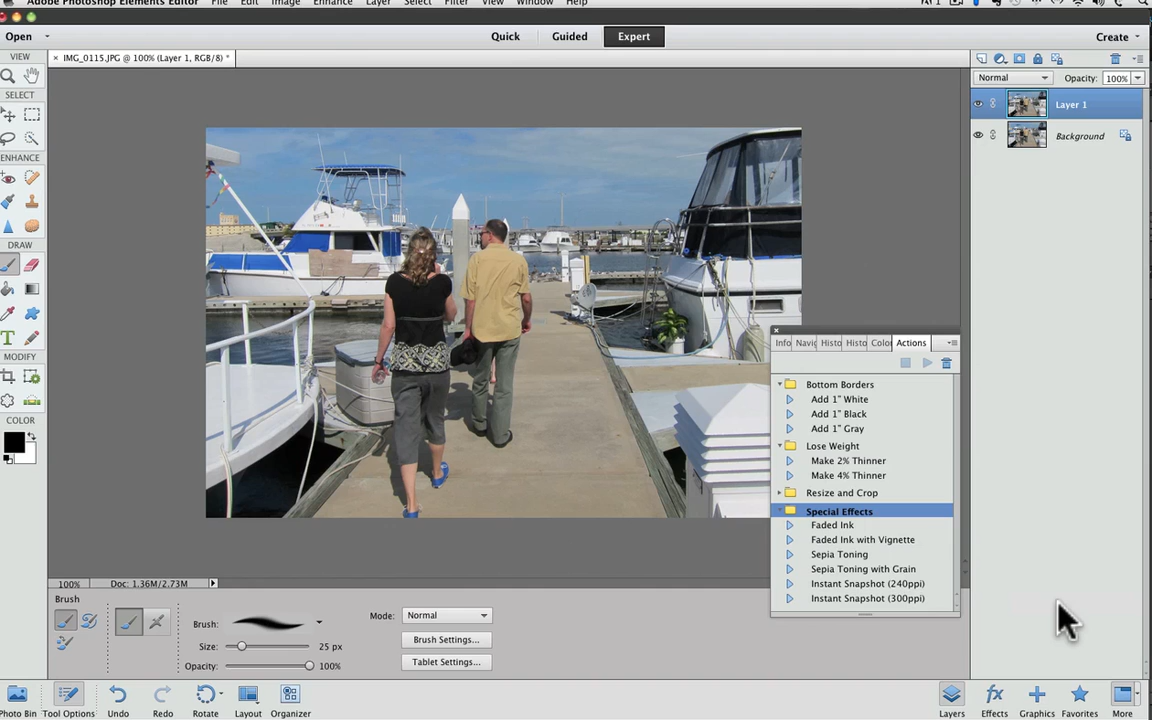 Adobe Photoshop Elements Editor File Edit Image Enhance Layer Select Filter View Window Help
Open Quick Guided Expert Create
VIEW
IMG_0115.JPG @ 100% (Layer 1, RGB/8) *
Normal Opacity: 100%
SELECT
Layer 1
Background
ENHANCE
DRAW
Info Navig Histo Histo Color Actions
MODIFY
Bottom Borders
Add 1" White
Add 1" Black
COLOR
Add 1" Gray
Lose Weight
Make 2% Thinner
Make 4% Thinner
Resize and Crop
Special Effects
Faded Ink
Faded Ink with Vignette
Sepia Toning
Sepia Toning with Grain
100% Doc: 1.36M/2.73M
Instant Snapshot (240ppi)
Instant Snapshot (300ppi)
Brush
Mode: Normal
Brush: Brush Settings...
Size: 25 px
Opacity: 100% Tablet Settings...
Photo Bin Tool Options Undo Redo Rotate Layout Organizer Layers Effects Graphics Favorites More